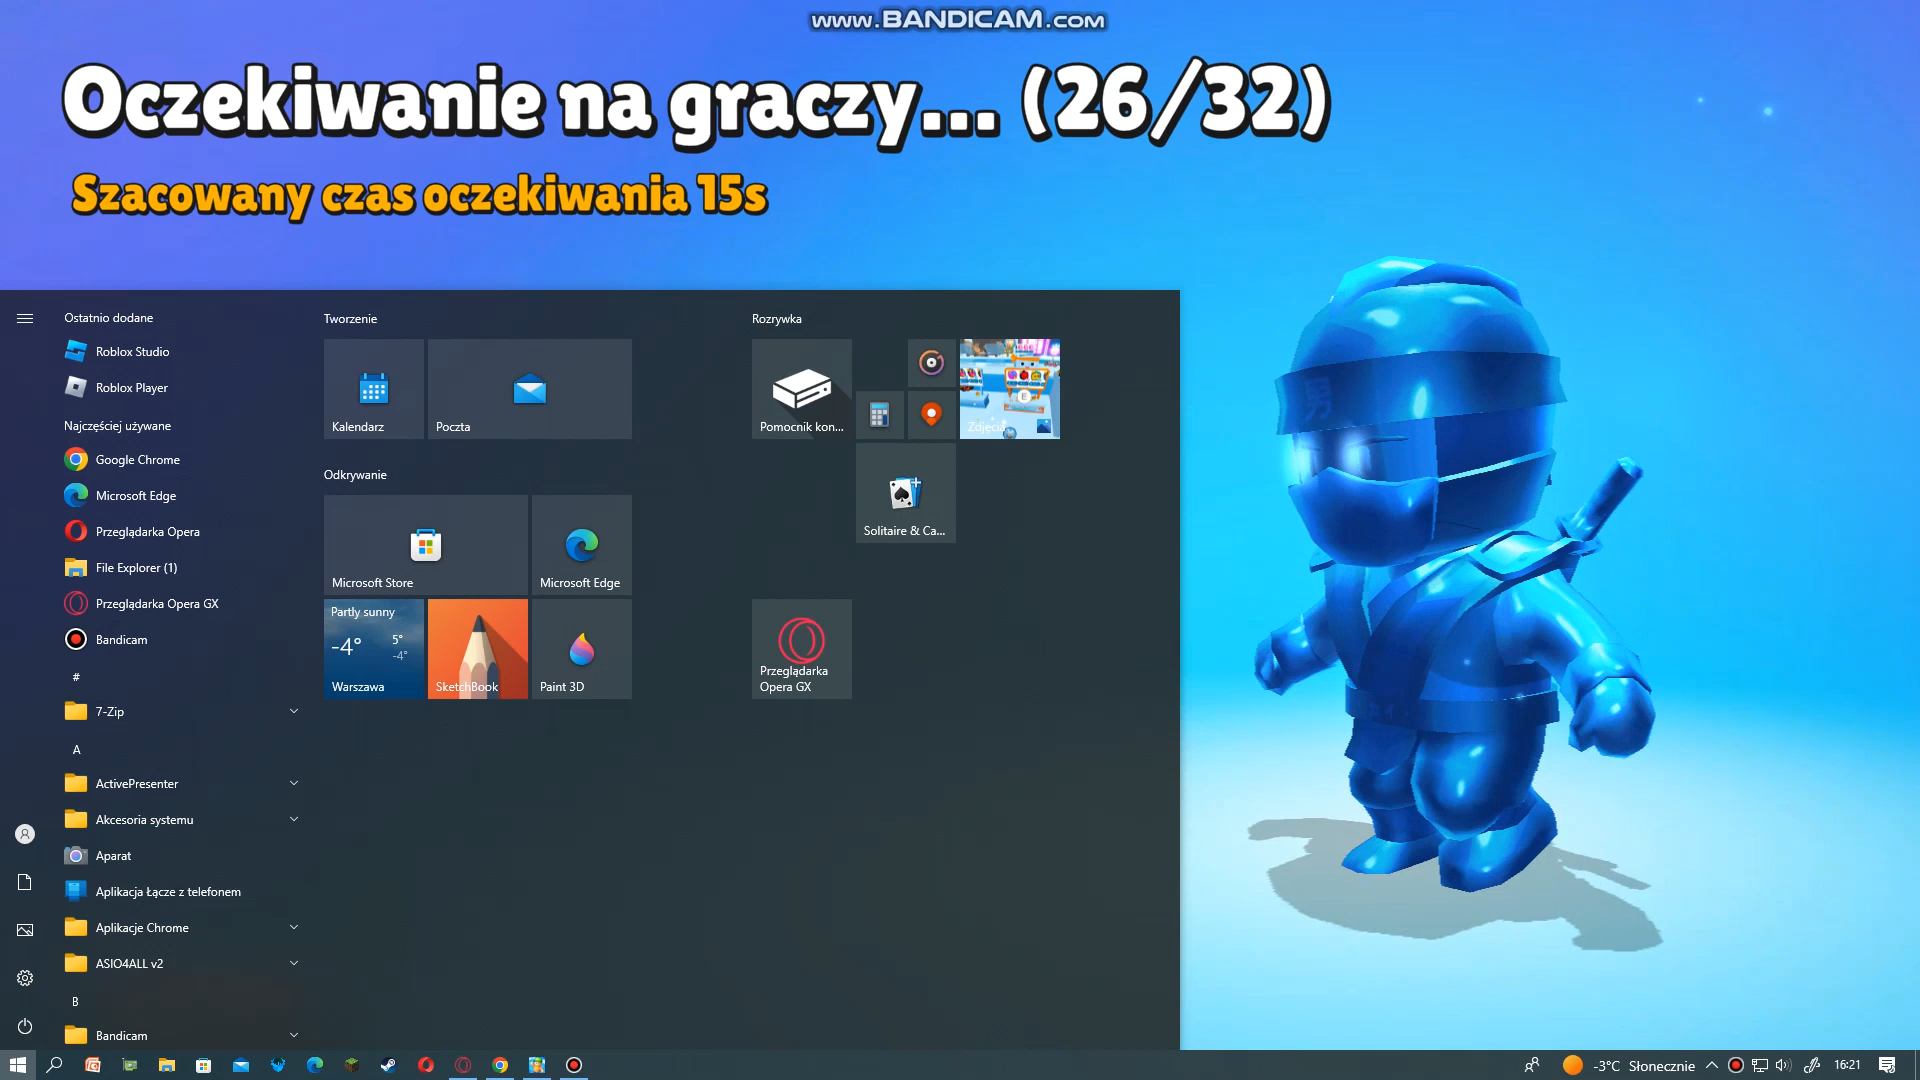 www.BANDICAM.com
Oczekiwanie na graczy... (26/32)
Szacowany czas oczekiwania 15s
Ostatnio dodane
Roblox Studio
Roblox Player
Najczęściej używane
Google Chrome
Microsoft Edge
Przeglądarka Opera
File Explorer (1)
Przeglądarka Opera GX
Bandicam
#
7-Zip
A
ActivePresenter
Akcesoria systemu
Aparat
Aplikacja Łącze z telefonem
Aplikacje Chrome
ASIO4ALL v2
B
Bandicam
Tworzenie
Kalendarz
Poczta
Odkrywanie
Microsoft Store
Microsoft Edge
Partly sunny
-4° 5°
-4°
Warszawa
SketchBook
Paint 3D
Rozrywka
Pomocnik kon...
Zdjęcia
E
Solitaire & Ca...
Przeglądarka
Opera GX
-3°C Słonecznie
16:21